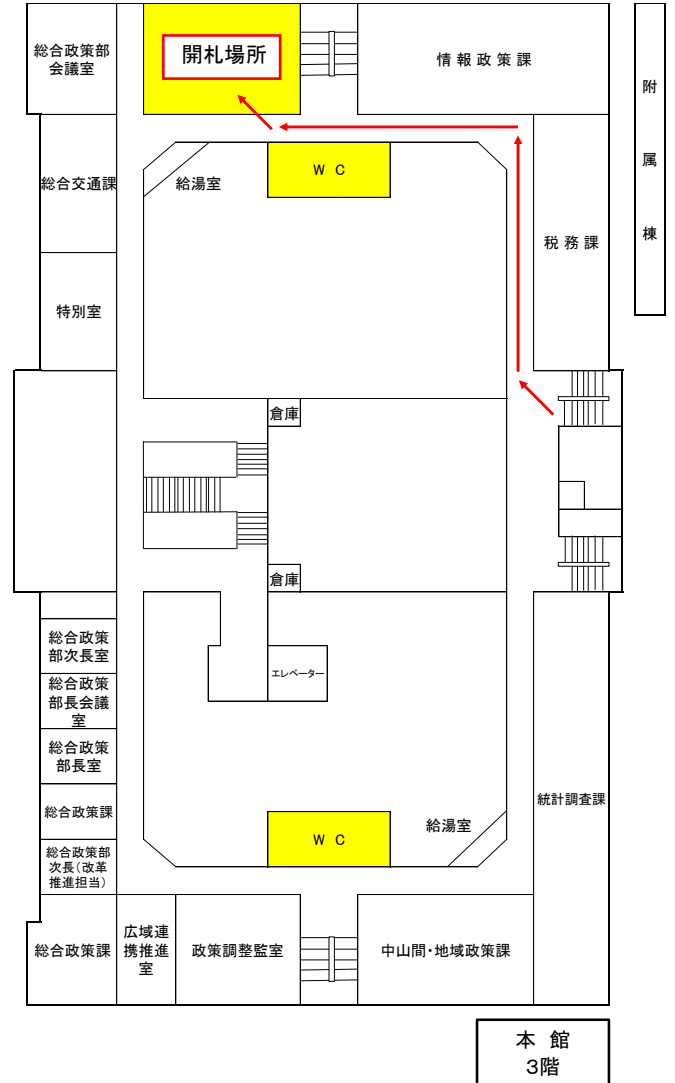 総合政策部
会議室
開札場所
情報政策課
附
属
棟
総合交通課
給湯室
ＷＣ
税務課
特別室
倉庫
倉庫
総合政策
部次長室
エレベーター
総合政策
部長会議
室
総合政策
部長室
総合政策課
統計調査課
ＷＣ
給湯室
総合政策部
次長(改革
推進担当)
総合政策課
広域連
携推進
室
政策調整監室
中山間・地域政策課
本館
3階